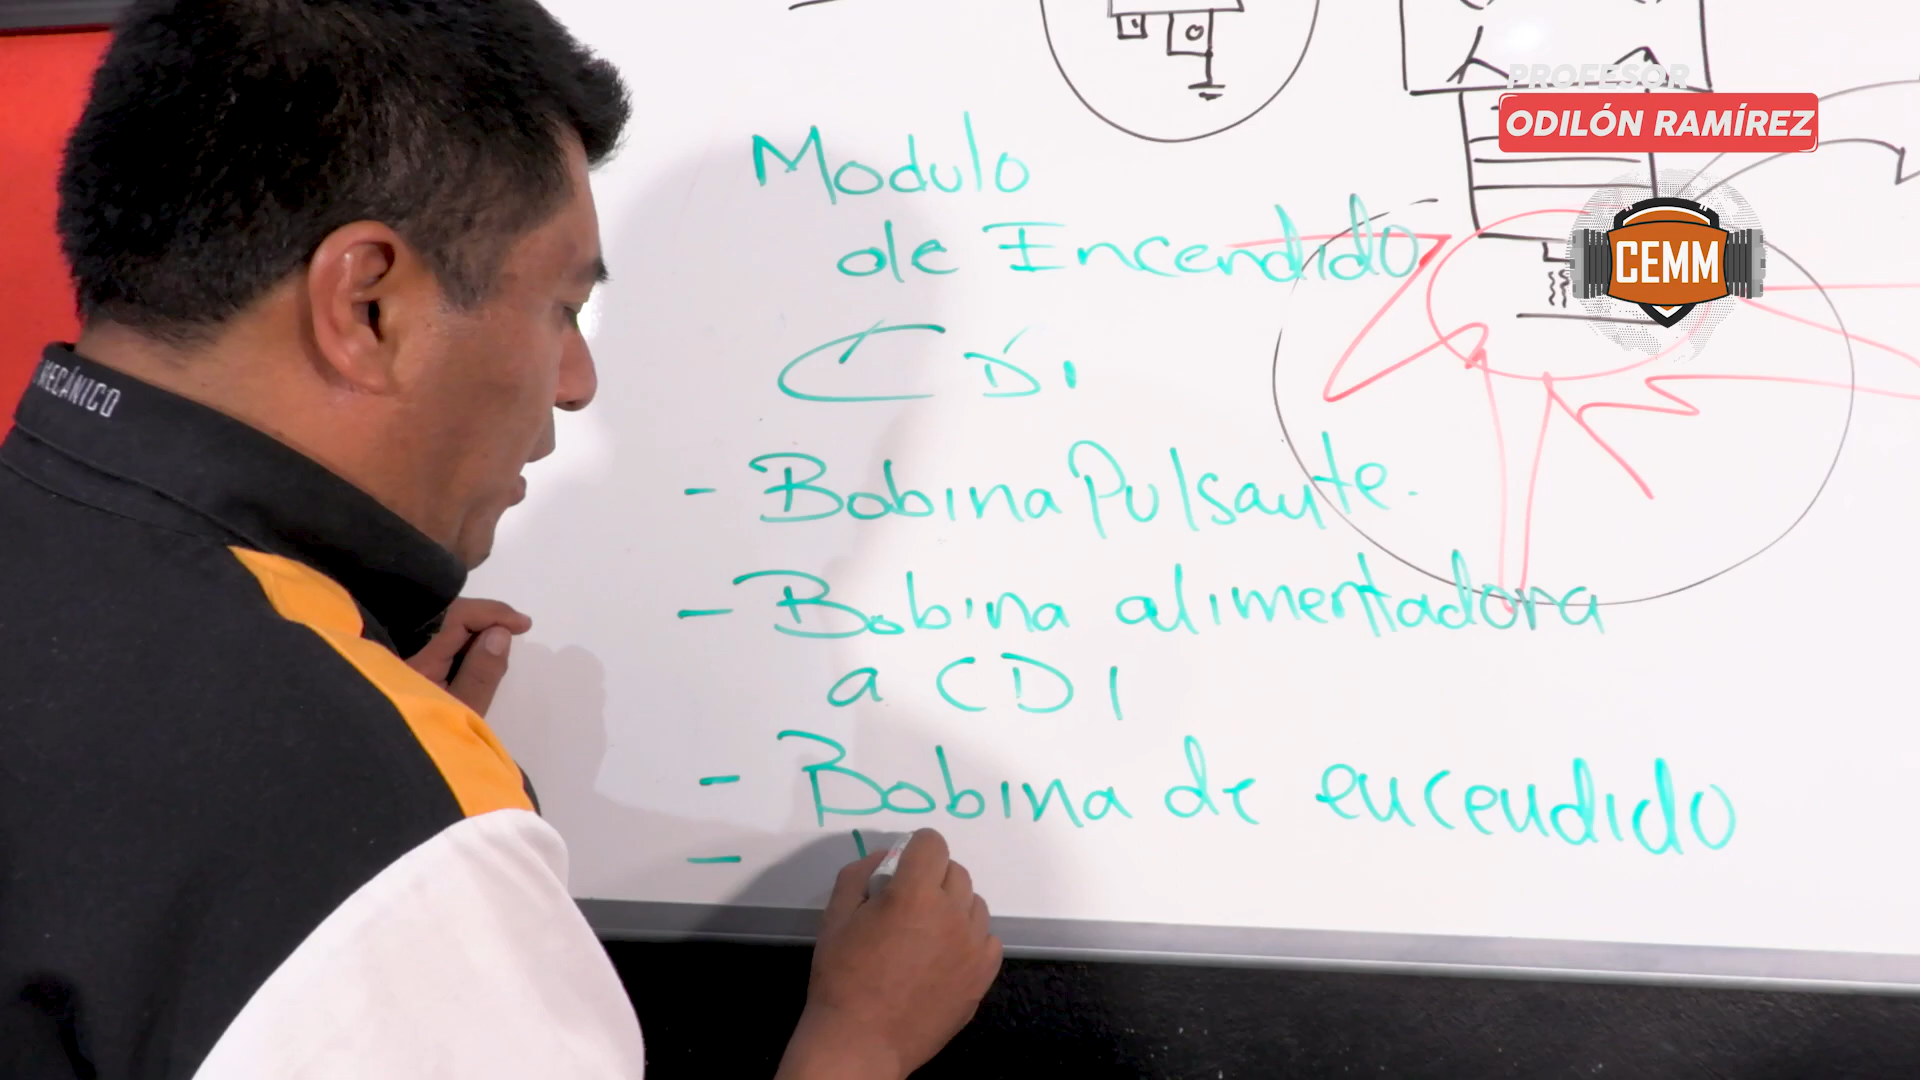 PROFESOR
ODILÓN RAMÍREZ
CEMM
MECÁNICO
Modulo
de Encendido
CDI
- Bobina Pulsante.
- Bobina alimentadora
a CDI
- Bobina de encendido
-